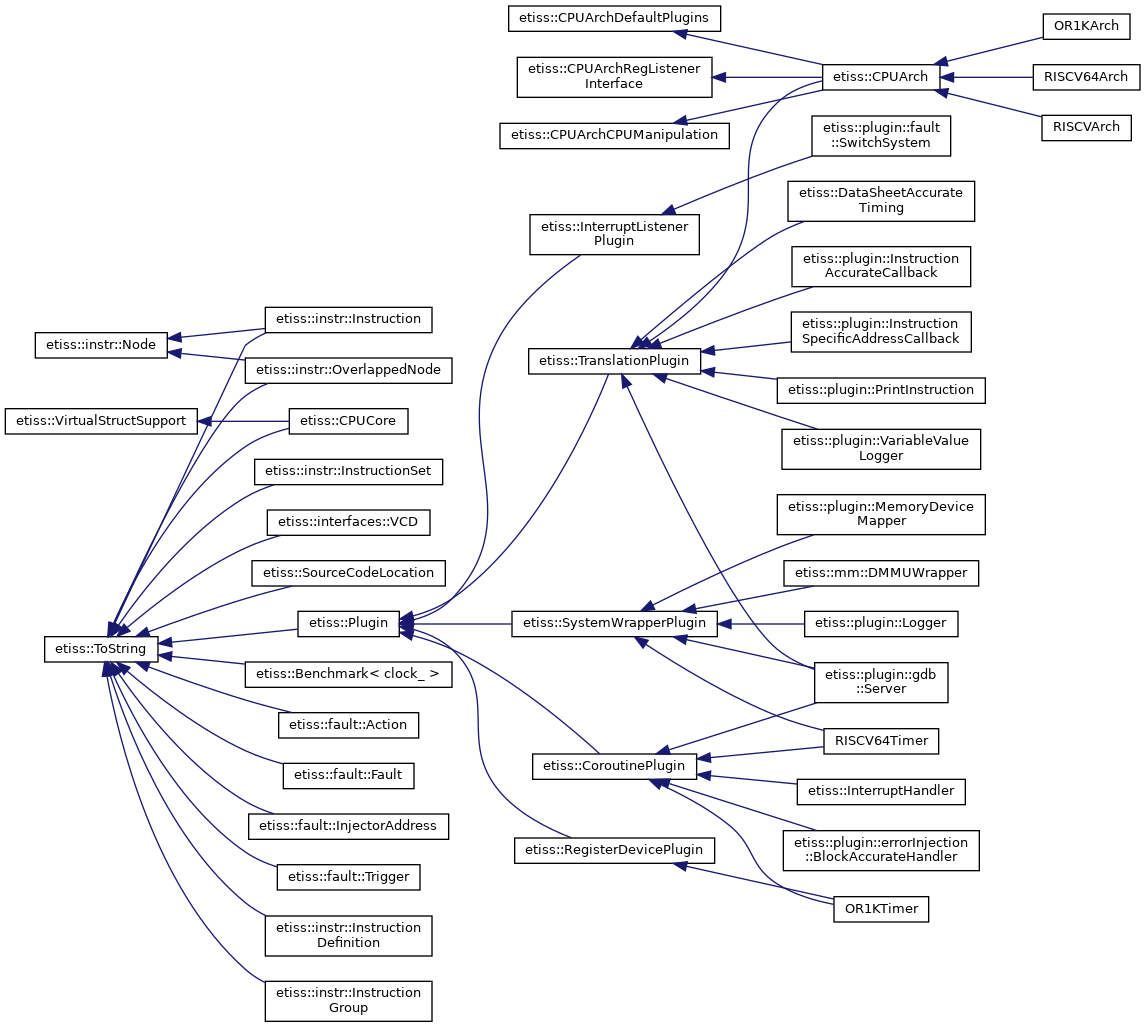 etiss::CPUArchDefaultPlugins
OR1KArch
etiss::CPUArchRegListener
Interface
etiss::CPUArch
RISCV64Arch
etiss::CPUArchCPUManipulation
RISCVArch
etiss::plugin::fault
::SwitchSystem
etiss::DataSheetAccurate
Timing
etiss::InterruptListener
Plugin
etiss::plugin::Instruction
AccurateCallback
etiss::instr::Instruction
etiss::instr::Node
etiss::plugin::Instruction
SpecificAddressCallback
etiss::TranslationPlugin
etiss::instr::OverlappedNode
etiss::plugin::PrintInstruction
etiss::VirtualStructSupport
etiss::CPUCore
etiss::plugin::VariableValue
Logger
etiss::instr::InstructionSet
etiss::plugin::MemoryDevice
Mapper
etiss::interfaces::VCD
etiss::SourceCodeLocation
etiss::mm::DMMUWrapper
etiss::Plugin
etiss::SystemWrapperPlugin
etiss::plugin::Logger
etiss::ToString
etiss::Benchmark< clock_ >
etiss::plugin::gdb
::Server
etiss::fault::Action
RISCV64Timer
etiss::CoroutinePlugin
etiss::fault::Fault
etiss::InterruptHandler
etiss::fault::InjectorAddress
etiss::RegisterDevicePlugin
etiss::plugin::errorInjection
::BlockAccurateHandler
etiss::fault::Trigger
OR1KTimer
etiss::instr::Instruction
Definition
etiss::instr::Instruction
Group